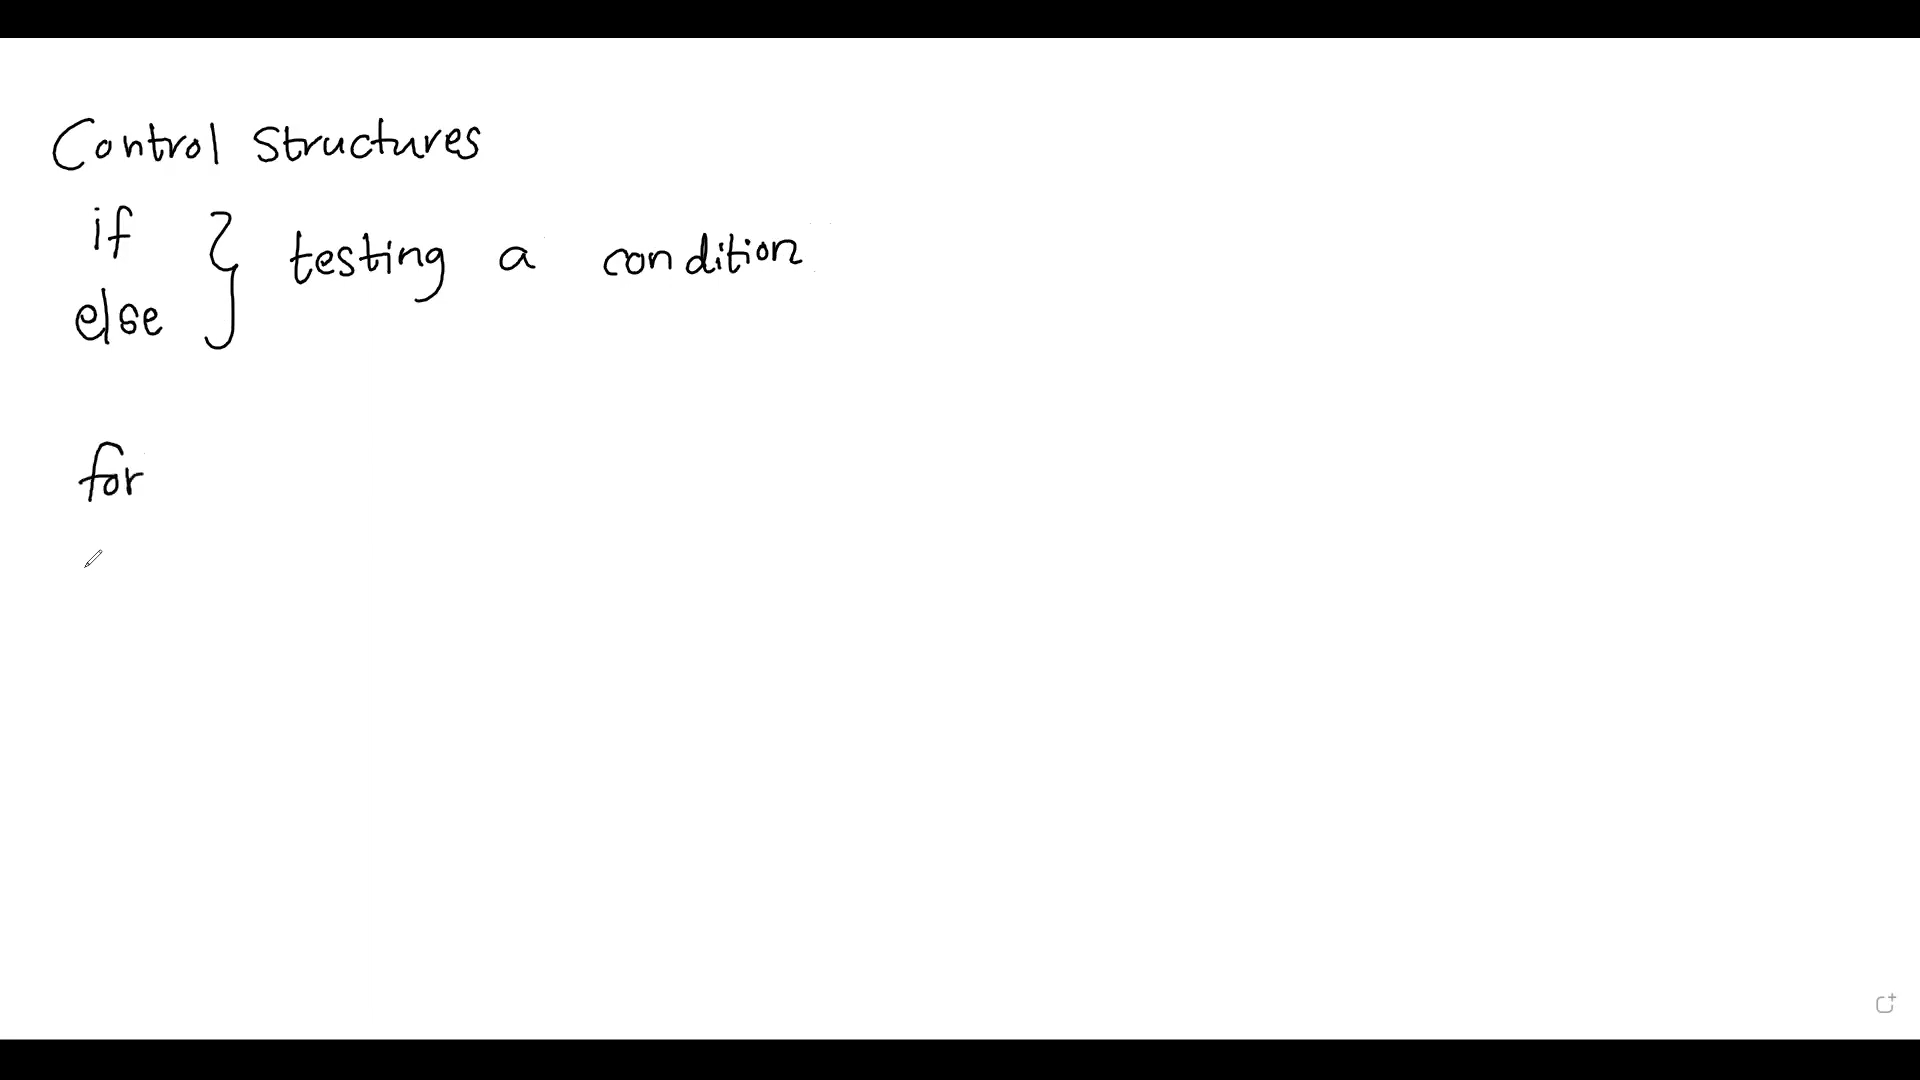 Control Structures
if
else
} testing a condition
for